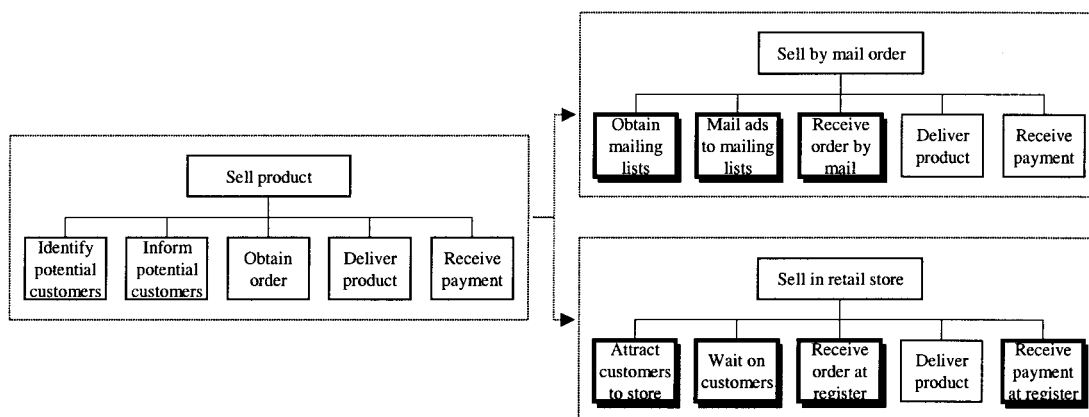 Sell by mail order
Obtain
mailing
lists
Mail ads
to mailing
lists
Receive
order by
mail
Deliver
product
Receive
payment
Sell product
Identify
potential
customers
Inform
potential
customers
Obtain
order
Deliver
product
Receive
payment
Sell in retail store
Attract
customers
to store
Wait on
customers
Receive
order at
register
Deliver
product
Receive
payment
at register